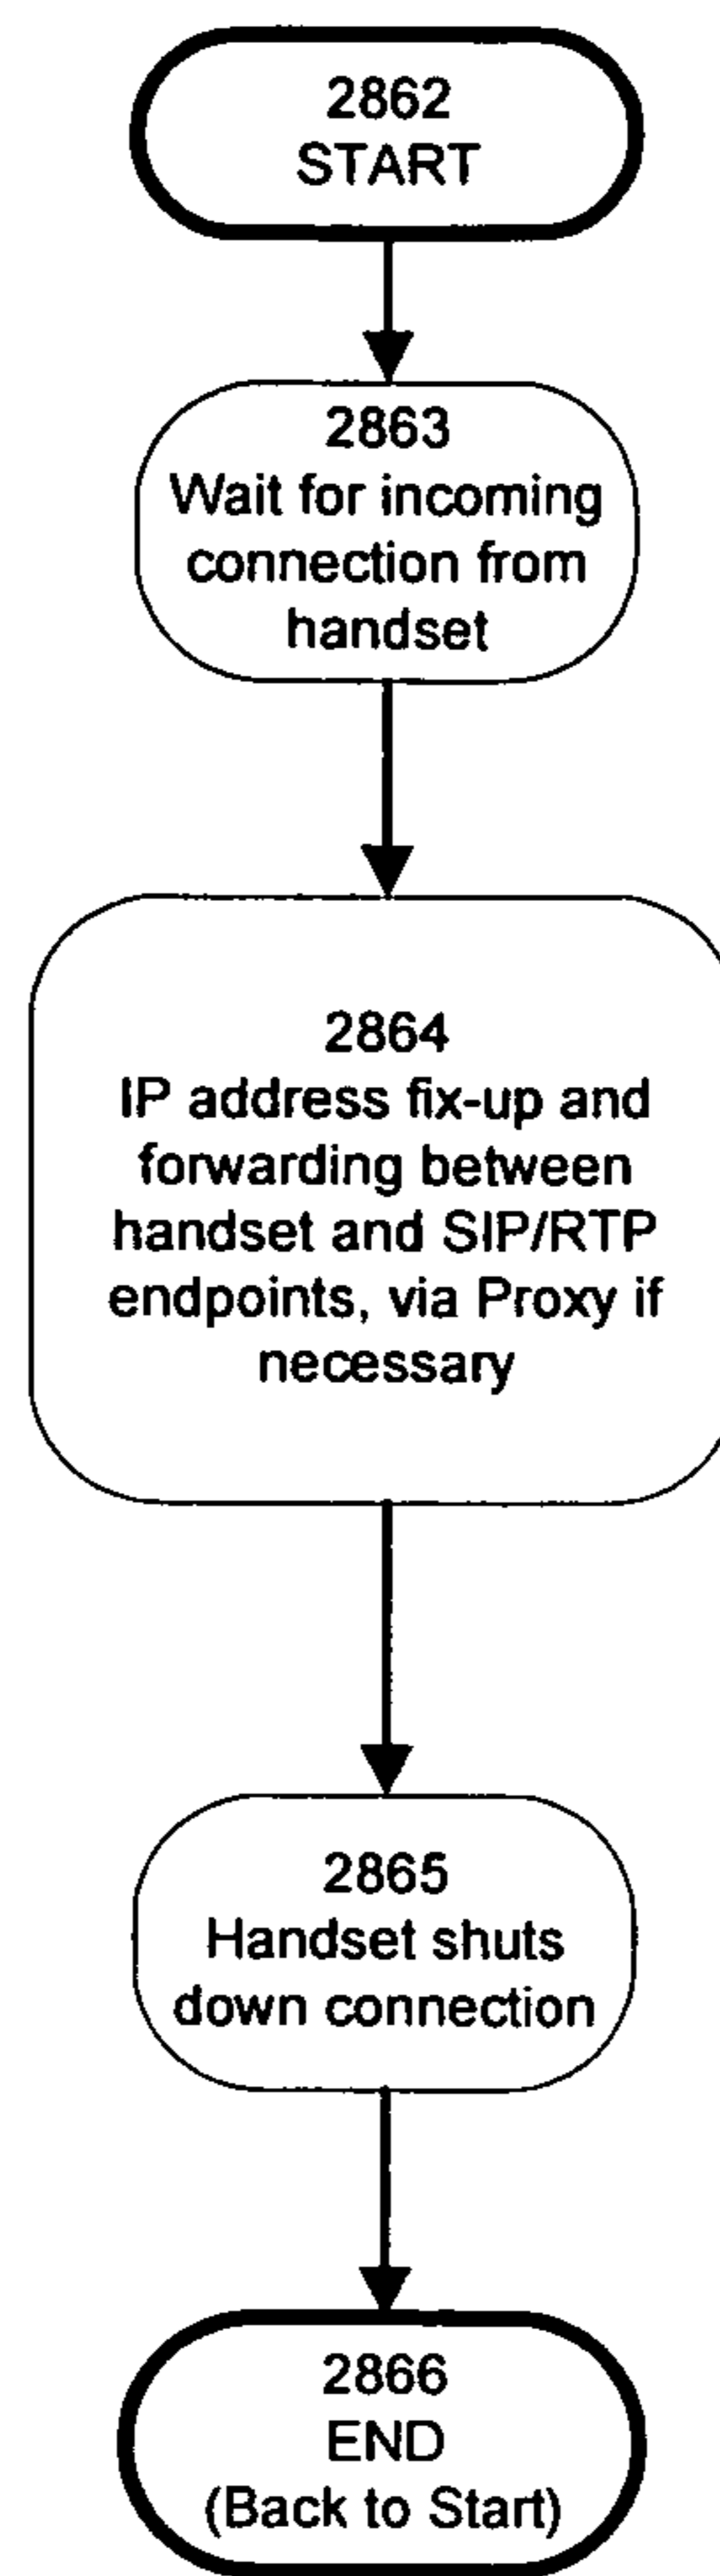 2862
START
2863
Wait for incoming
connection from
handset
2864
IP address fix-up and
forwarding between
handset and SIP/RTP
endpoints, via Proxy if
necessary
2865
Handset shuts
down connection
2866
END
(Back to Start)